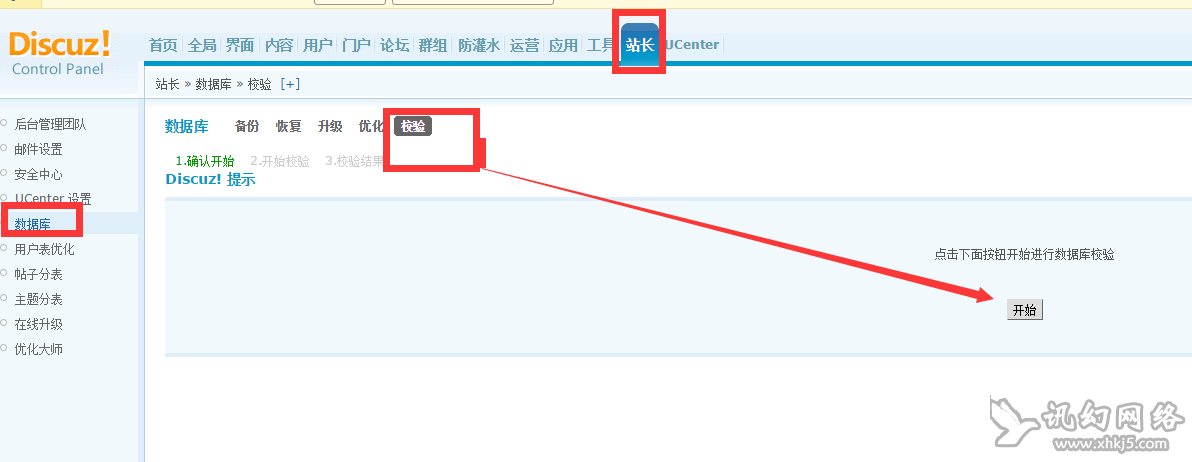 Discuz!
Control Panel
首页 全局 界面 内容 用户 门户 论坛 群组 防灌水 运营 应用 工具 站长 UCenter
站长 » 数据库 » 校验 [+]
后台管理团队
邮件设置
安全中心
UCenter 设置
数据库
用户表优化
帖子分表
主题分表
在线升级
优化大师
数据库 备份 恢复 升级 优化 校验
1.确认开始 2.开始校验 3.校验结果
Discuz! 提示
点击下面按钮开始进行数据库校验
开始
讯幻网络
www.xhkj5.com